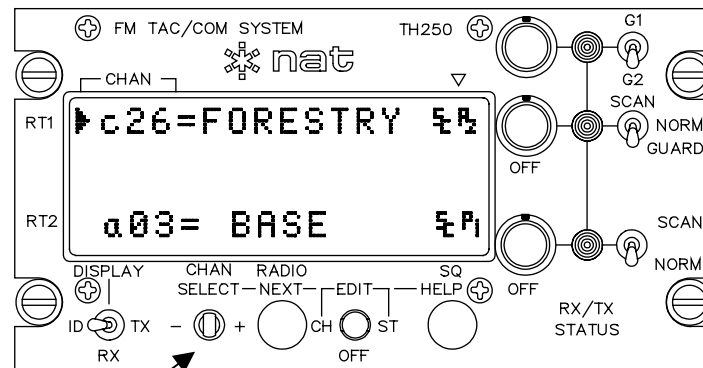 FM TAC/COM SYSTEM
TH250
nat
G1
G2
CHAN
SCAN
NORM
GUARD
RT1
c26=FORESTRY
OFF
RT2
a03= BASE
SCAN
NORM
OFF
DISPLAY
CHAN
RADIO
SQ
SELECT
NEXT
EDIT
HELP
ID
TX
- +
CH
ST
RX
OFF
RX/TX
STATUS